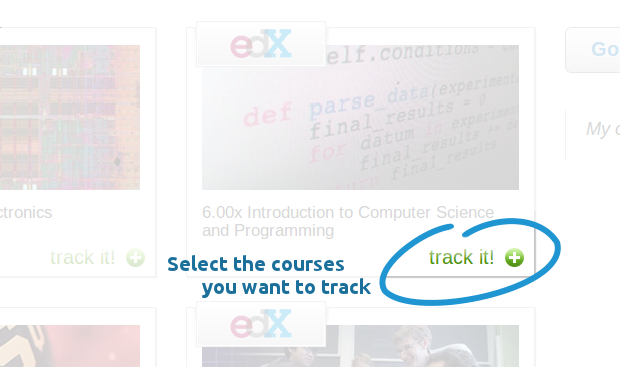 edX
Go
elf.conditions =
def parse_data(experiment
final_results = 0
for datum in experiment
final_results
final_results
My
ctronics
6.00x Introduction to Computer Science
and Programming
track it!
track it!
Select the courses
you want to track
edX